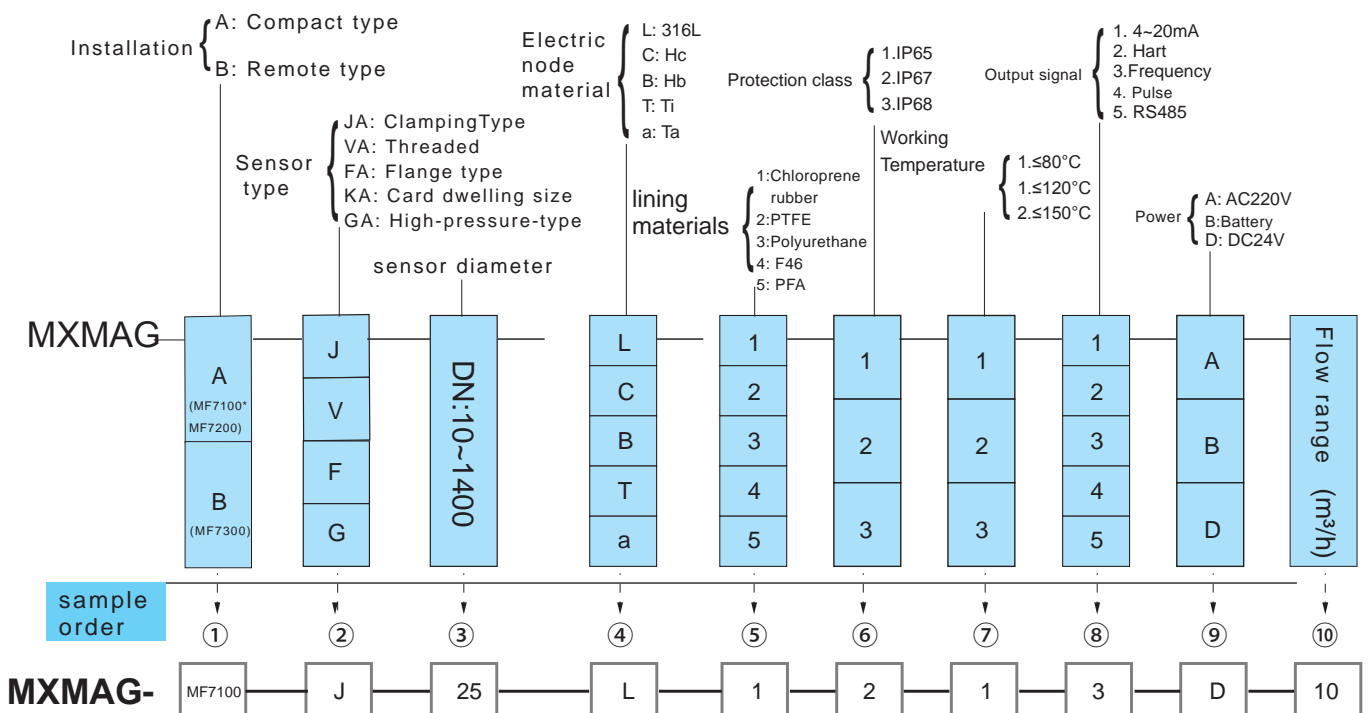 Installation
A: Compact type
B: Remote type
Sensor
type
JA: ClampingType
VA: Threaded
FA: Flange type
KA: Card dwelling size
GA: High-pressure-type
sensor diameter
Electric
node
material
L: 316L
C: Hc
B: Hb
T: Ti
a: Ta
lining
materials
1:Chloroprene
rubber
2:PTFE
3:Polyurethane
4: F46
5: PFA
Protection class
1.IP65
2.IP67
3.IP68
Working
Temperature
1.≤80°C
1.≤120°C
2.≤150°C
Output signal
1. 4~20mA
2. Hart
3.Frequency
4. Pulse
5. RS485
Power
A: AC220V
B:Battery
D: DC24V
MXMAG
A
(MF7100*
MF7200)
B
(MF7300)
J
V
F
G
DN:10~1400
L
C
B
T
a
1
2
3
4
5
1
2
3
1
2
3
1
2
3
4
5
A
B
D
Flow range (m³/h)
sample
order
① ② ③ ④ ⑤ ⑥ ⑦ ⑧ ⑨ ⑩
MXMAG- MF7100 J 25 L 1 2 1 3 D 10